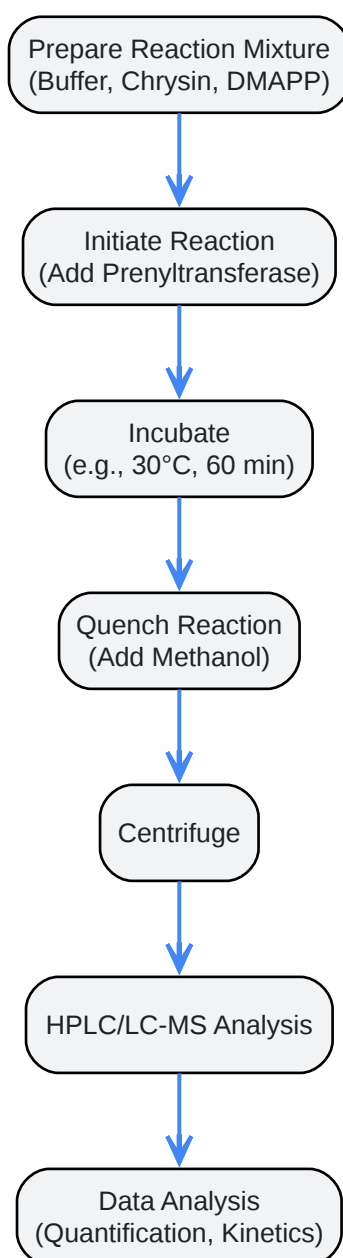 Prepare Reaction Mixture
(Buffer, Chrysin, DMAPP)
Initiate Reaction
(Add Prenyltransferase)
Incubate
(e.g., 30°C, 60 min)
Quench Reaction
(Add Methanol)
Centrifuge
HPLC/LC-MS Analysis
Data Analysis
(Quantification, Kinetics)